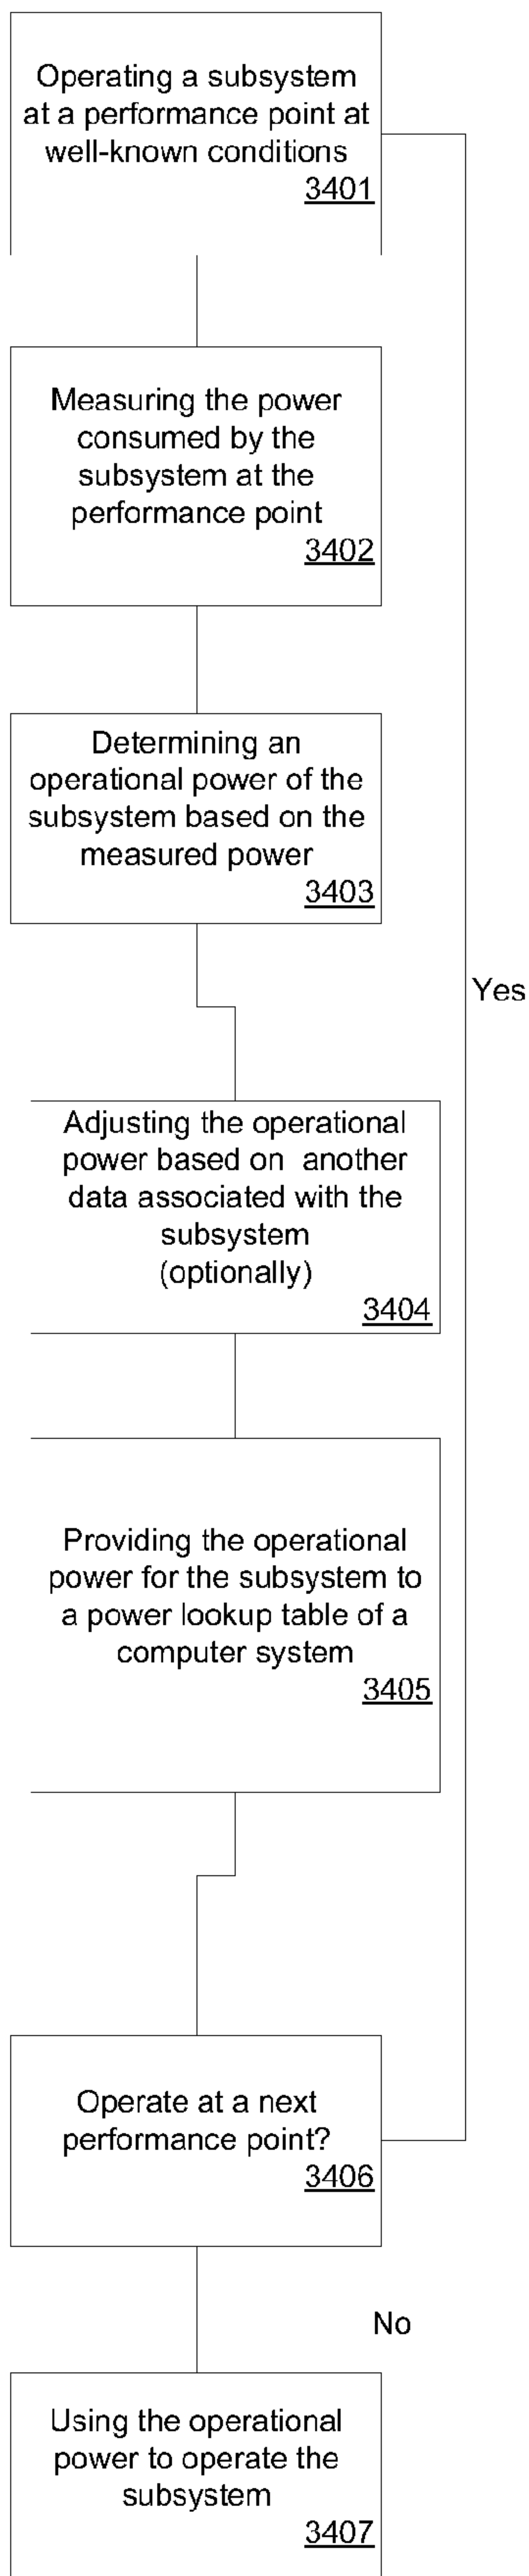 Operating a subsystem
at a performance point at
well-known conditions
3401
Measuring the power
consumed by the
subsystem at the
performance point
3402
Determining an
operational power of the
subsystem based on the
measured power
3403
Yes
Adjusting the operational
power based on another
data associated with the
subsystem
(optionally)
3404
Providing the operational
power for the subsystem to
a power lookup table of a
computer system
3405
Operate at a next
performance point?
3406
No
Using the operational
power to operate the
subsystem
3407